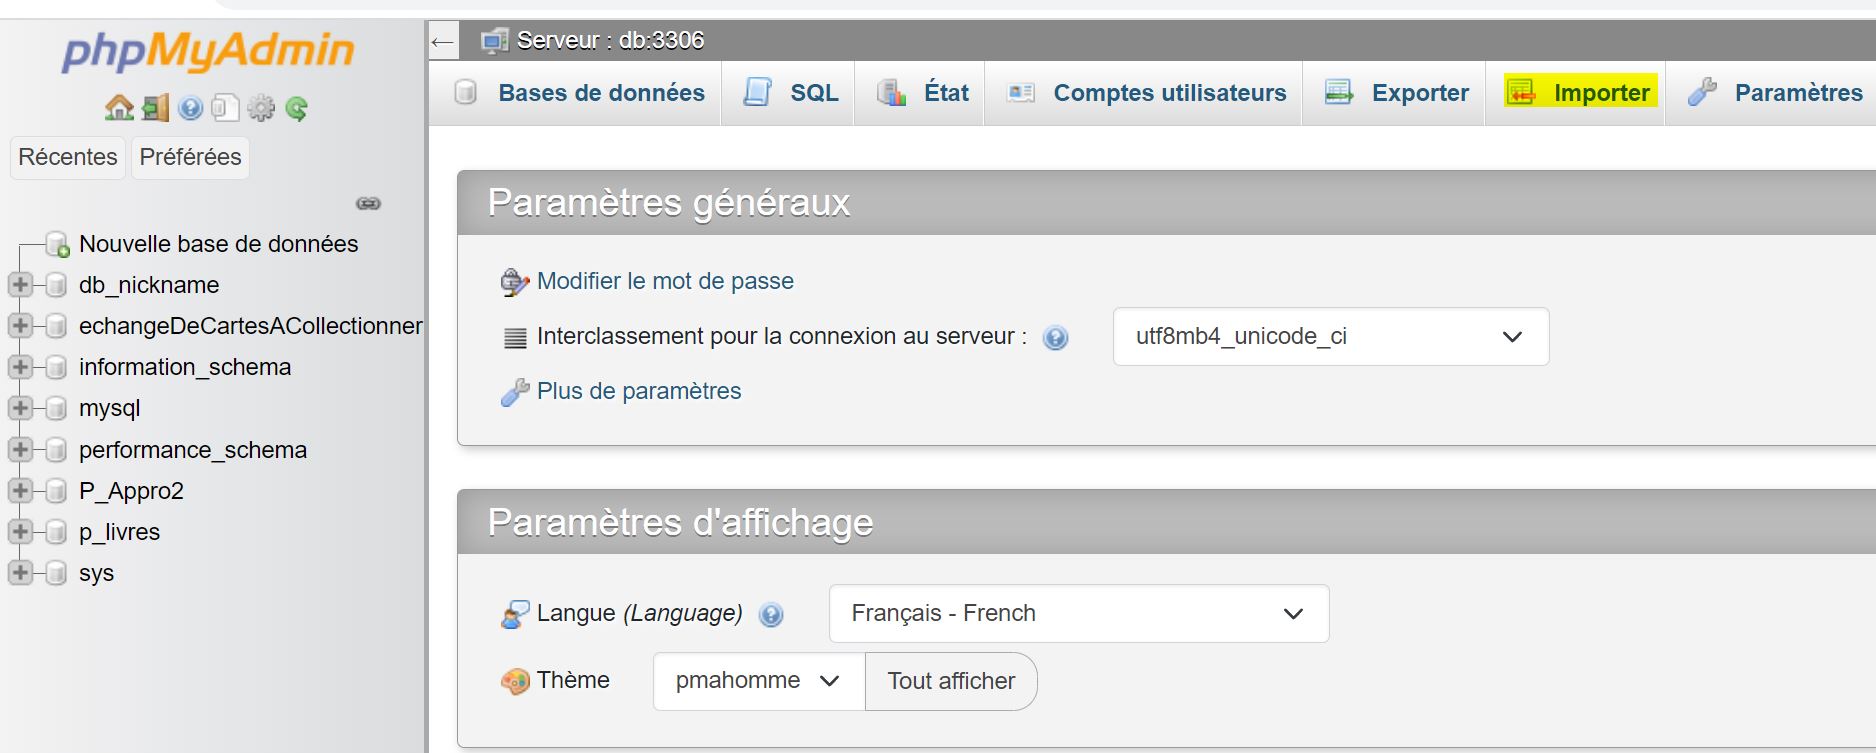 phpMyAdmin
Récentes
Préférées
Nouvelle base de données
db_nickname
echangeDeCartesACollectionner
information_schema
mysql
performance_schema
P_Appro2
p_livres
sys
Serveur : db:3306
Bases de données
SQL
État
Comptes utilisateurs
Exporter
Importer
Paramètres
Paramètres généraux
Modifier le mot de passe
Interclassement pour la connexion au serveur :
utf8mb4_unicode_ci
Plus de paramètres
Paramètres d'affichage
Langue (Language)
Français - French
Thème
pmahomme
Tout afficher